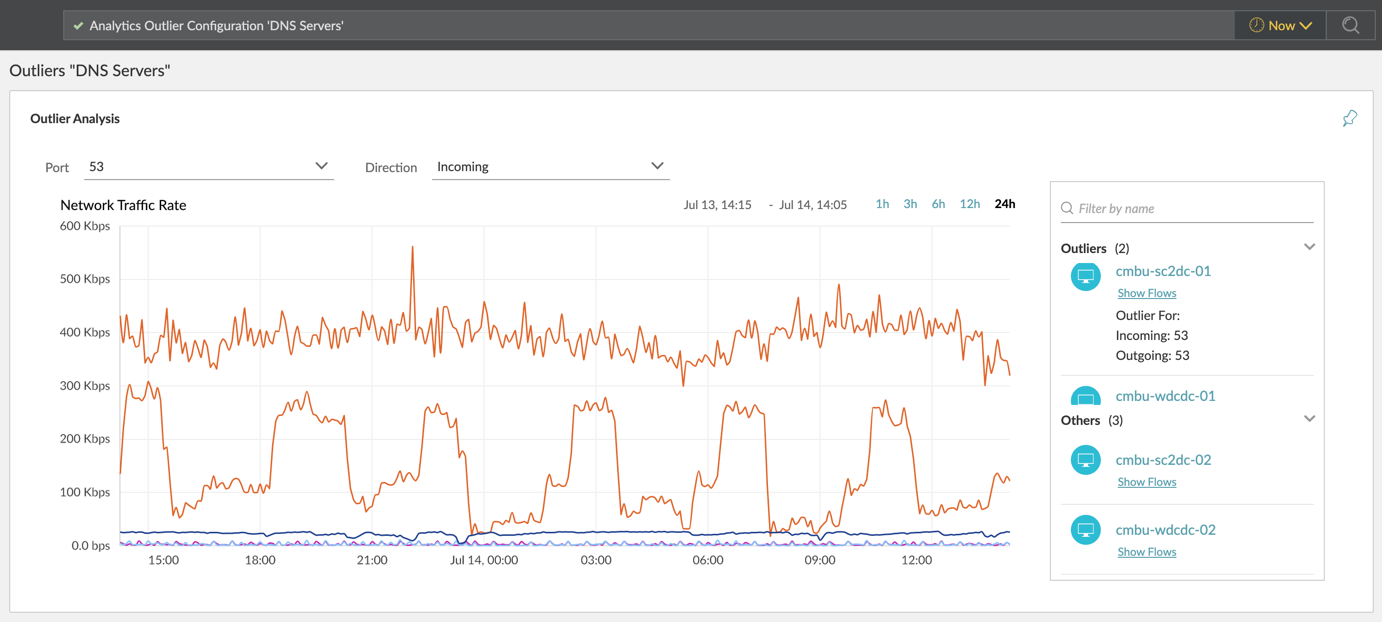 Analytics Outlier Configuration 'DNS Servers'
Now
Outliers "DNS Servers"
Outlier Analysis
Port 53 Direction Incoming
Network Traffic Rate
Jul 13, 14:15 - Jul 14, 14:05 1h 3h 6h 12h 24h
600 Kbps
500 Kbps
400 Kbps
300 Kbps
200 Kbps
100 Kbps
0.0 bps
15:00 18:00 21:00 Jul 14, 00:00 03:00 06:00 09:00 12:00
Filter by name
Outliers (2)
cmbu-sc2dc-01
Show Flows
Outlier For:
Incoming: 53
Outgoing: 53
cmbu-wdcdc-01
Others (3)
cmbu-sc2dc-02
Show Flows
cmbu-wdcdc-02
Show Flows